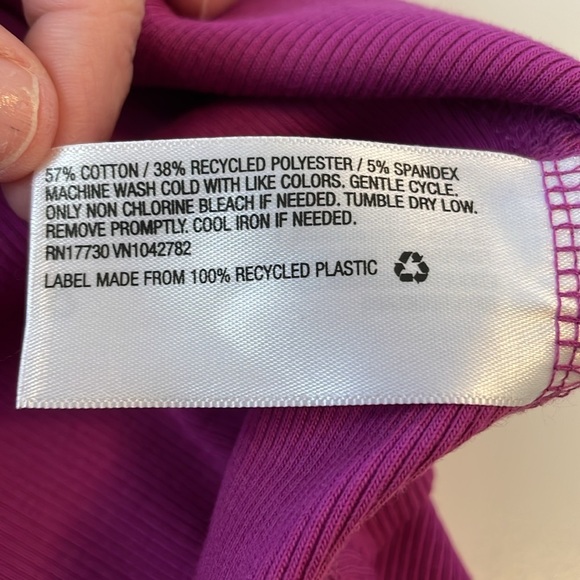 57% COTTON / 38% RECYCLED POLYESTER / 5% SPANDEX
MACHINE WASH COLD WITH LIKE COLORS. GENTLE CYCLE.
ONLY NON CHLORINE BLEACH IF NEEDED. TUMBLE DRY LOW.
REMOVE PROMPTLY. COOL IRON IF NEEDED.
RN17730 VN1042782
LABEL MADE FROM 100% RECYCLED PLASTIC